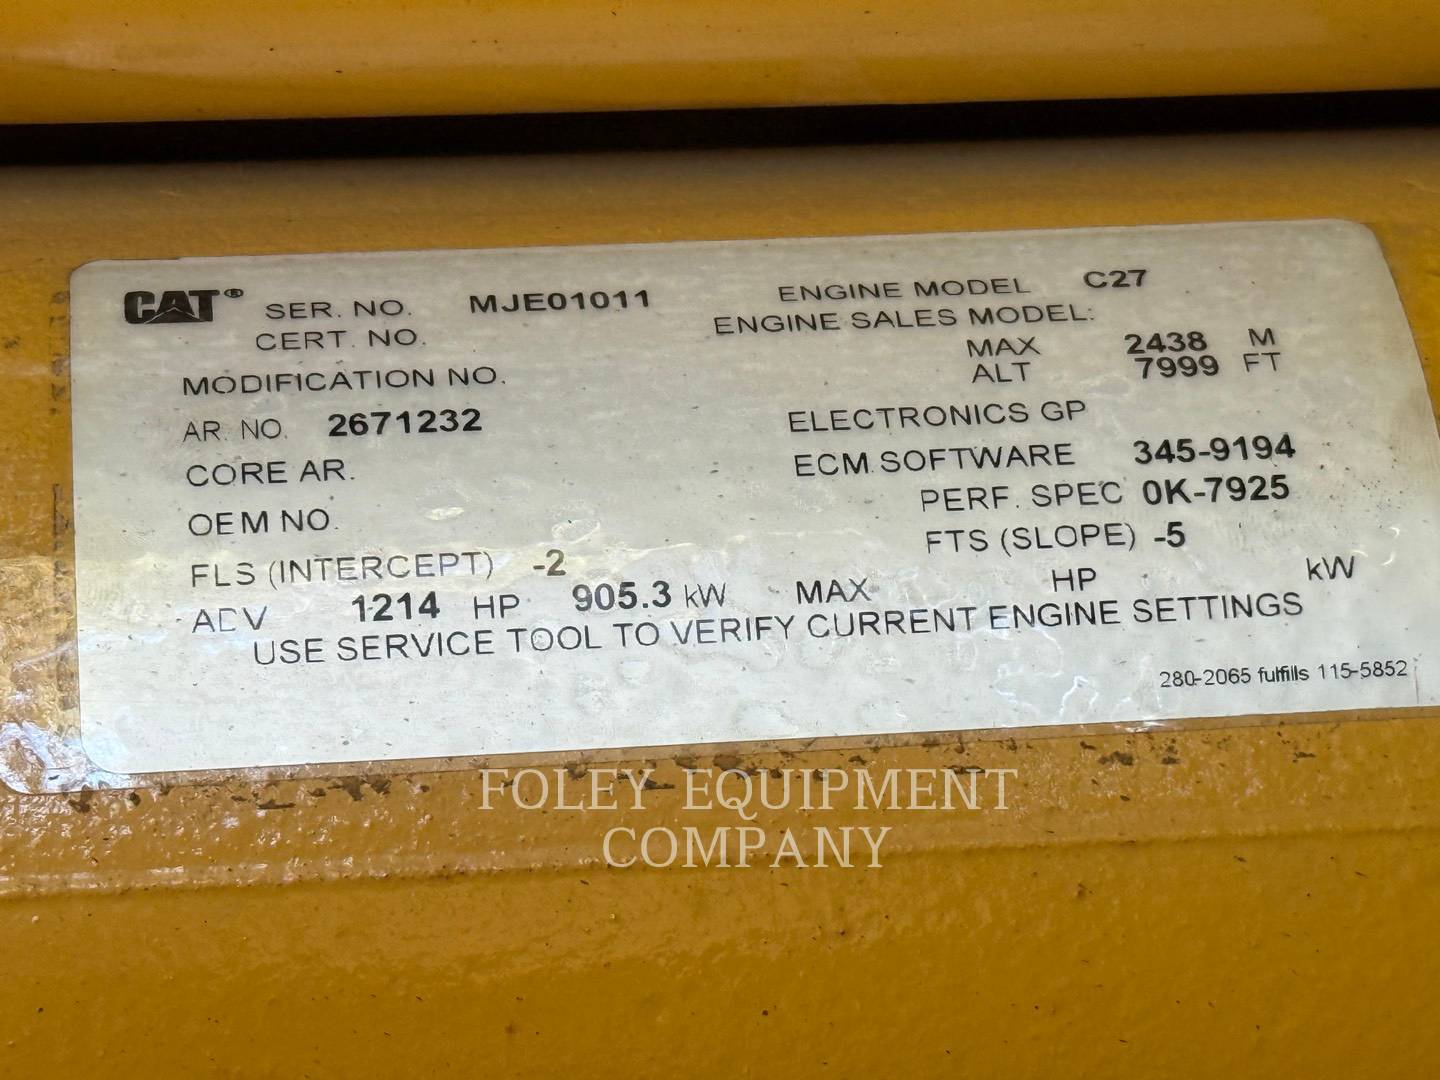 CAT® SER. NO. MJE01011 ENGINE MODEL C27
CERT. NO. ENGINE SALES MODEL:
MAX 2438 M
MODIFICATION NO. ALT 7999 FT
AR. NO. 2671232 ELECTRONICS GP
CORE AR. ECM SOFTWARE 345-9194
OEM NO. PERF. SPEC 0K-7925
FLS (INTERCEPT) -2 FTS (SLOPE) -5
ADV 1214 HP 905.3 kW MAX HP kW
USE SERVICE TOOL TO VERIFY CURRENT ENGINE SETTINGS
280-2065 fulfills 115-5852
FOLEY EQUIPMENT
COMPANY